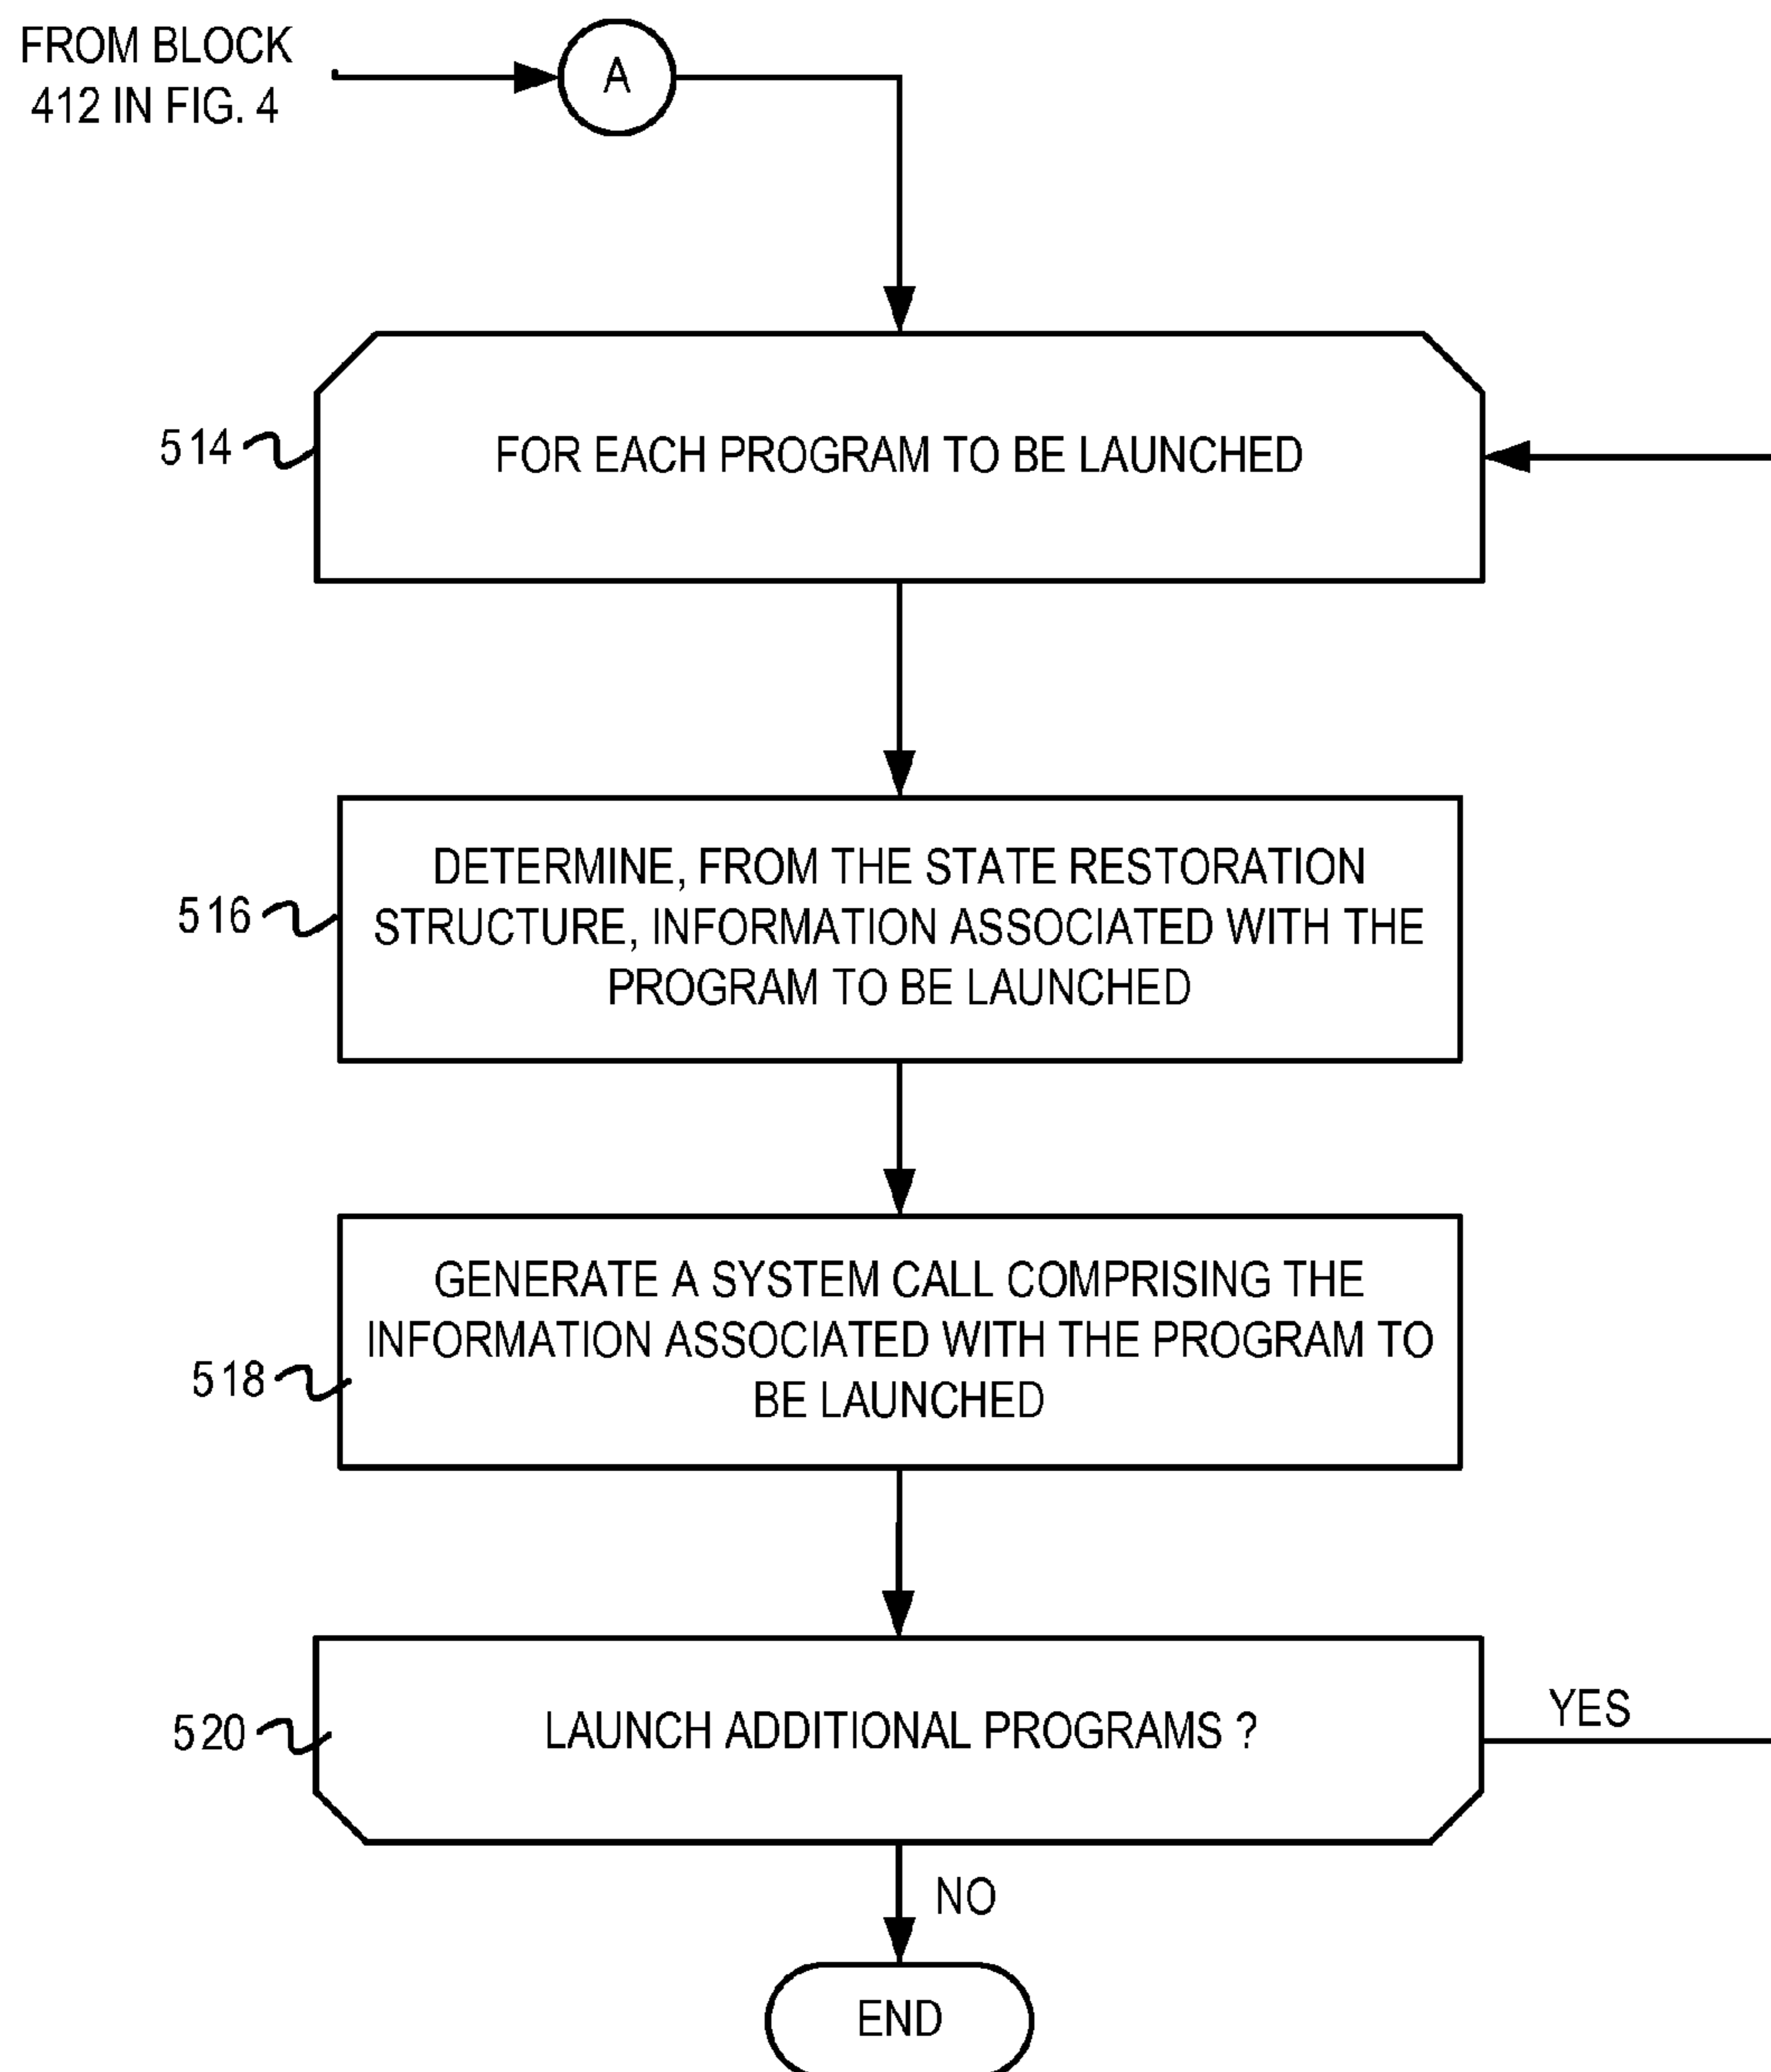 FROM BLOCK
412 IN FIG. 4
A
514
FOR EACH PROGRAM TO BE LAUNCHED
516
DETERMINE, FROM THE STATE RESTORATION
STRUCTURE, INFORMATION ASSOCIATED WITH THE
PROGRAM TO BE LAUNCHED
518
GENERATE A SYSTEM CALL COMPRISING THE
INFORMATION ASSOCIATED WITH THE PROGRAM TO
BE LAUNCHED
520
LAUNCH ADDITIONAL PROGRAMS ?
YES
NO
END